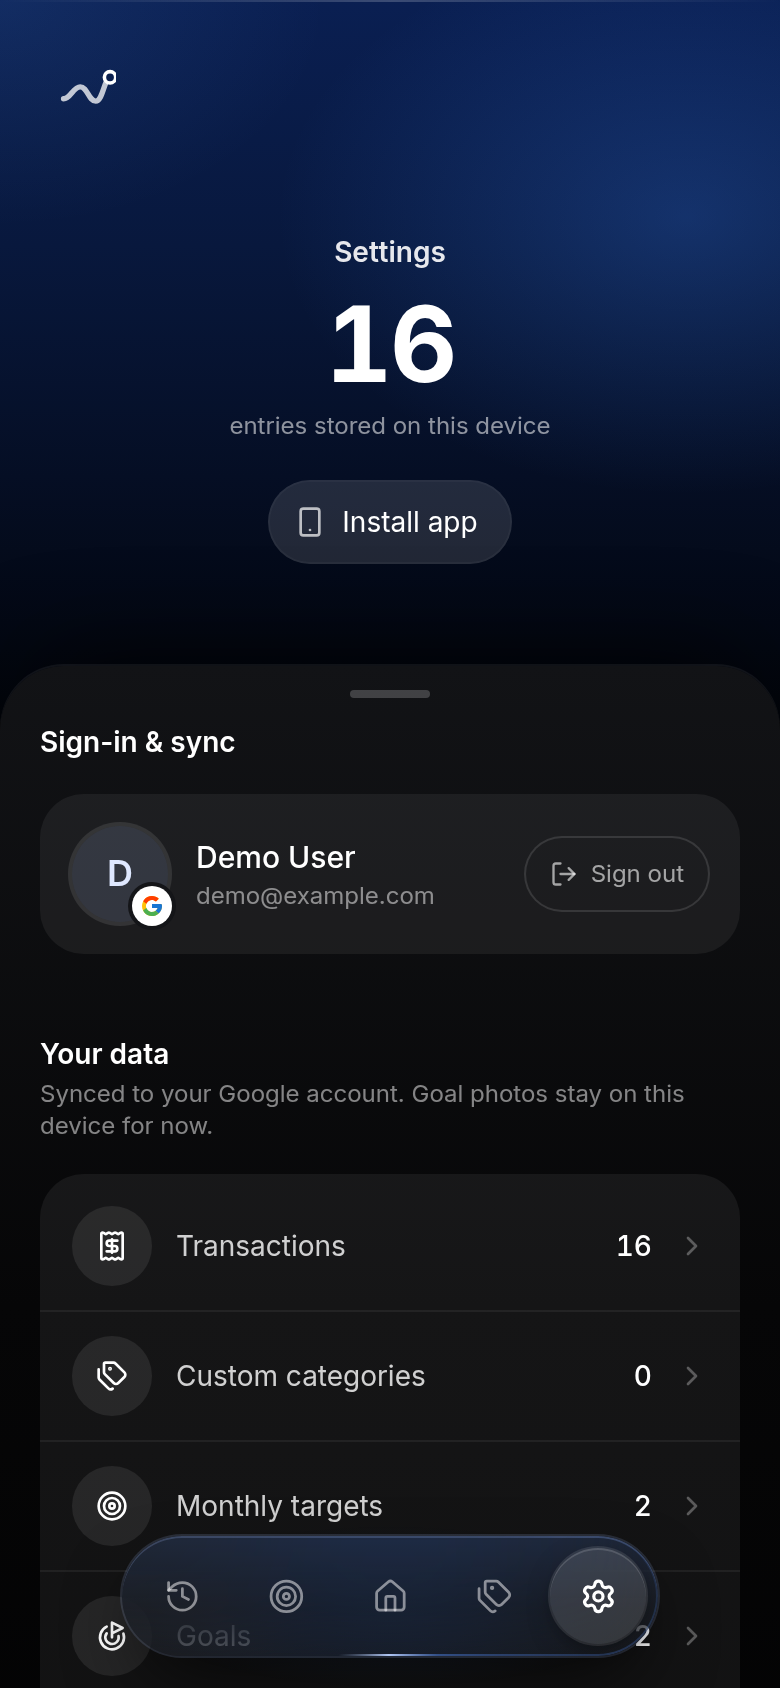 Settings
16
entries stored on this device
Install app
Sign-in & sync
D
Demo User
demo@example.com
Sign out
Your data
Synced to your Google account. Goal photos stay on this
device for now.
Transactions 16
Custom categories 0
Monthly targets 2
Goals 2